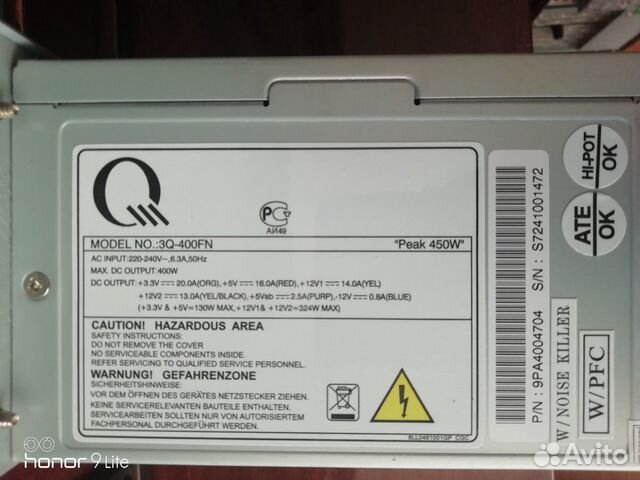 Q
PC
АИ49
MODEL NO.:3Q-400FN "Peak 450W"
AC INPUT:220-240V~,6.3A,50Hz
MAX. DC OUTPUT:400W
DC OUTPUT: +3.3V ⎓ 20.0A(ORG), +5V ⎓ 16.0A(RED), +12V1 ⎓ 14.0A(YEL)
+12V2 ⎓ 13.0A(YEL/BLACK), +5Vsb ⎓ 2.5A(PURP), -12V ⎓ 0.8A(BLUE)
(+3.3V & +5V=130W MAX, +12V1& +12V2=324W MAX)
CAUTION! HAZARDOUS AREA
SAFETY INSTRUCTIONS:
DO NOT REMOVE THE COVER
NO SERVICEABLE COMPONENTS INSIDE.
REFER SERVICING TO QUALIFIED SERVICE PERSONNEL.
WARNUNG! GEFAHRENZONE
SICHERHEITSHINWEISE:
VOR DEM ÖFFNEN DES GERÄTES NETZSTECKER ZIEHEN
KEINE SERVICERELEVANTEN BAUTEILE ENTHALTEN.
SERVICEARBEITEN SOLLTEN NUR VON AUTORISIERTEM
FACHPERSONAL DURCHGEFÜHRT WERDEN.
P/N : 9PA4004704 S/N : S7241001472
HI-POT
OK
ATE
OK
W/ NOISE KILLER
W/PFC
honor 9 Lite
Avito